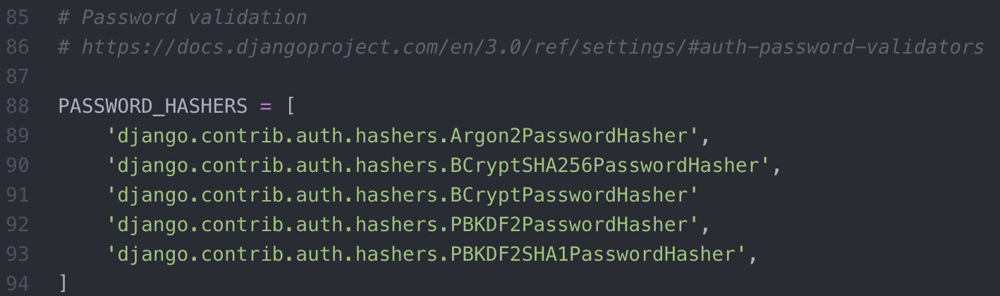 85 # Password validation
86 # https://docs.djangoproject.com/en/3.0/ref/settings/#auth-password-validators
87
88 PASSWORD_HASHERS = [
89     'django.contrib.auth.hashers.Argon2PasswordHasher',
90     'django.contrib.auth.hashers.BCryptSHA256PasswordHasher',
91     'django.contrib.auth.hashers.BCryptPasswordHasher'
92     'django.contrib.auth.hashers.PBKDF2PasswordHasher',
93     'django.contrib.auth.hashers.PBKDF2SHA1PasswordHasher',
94 ]